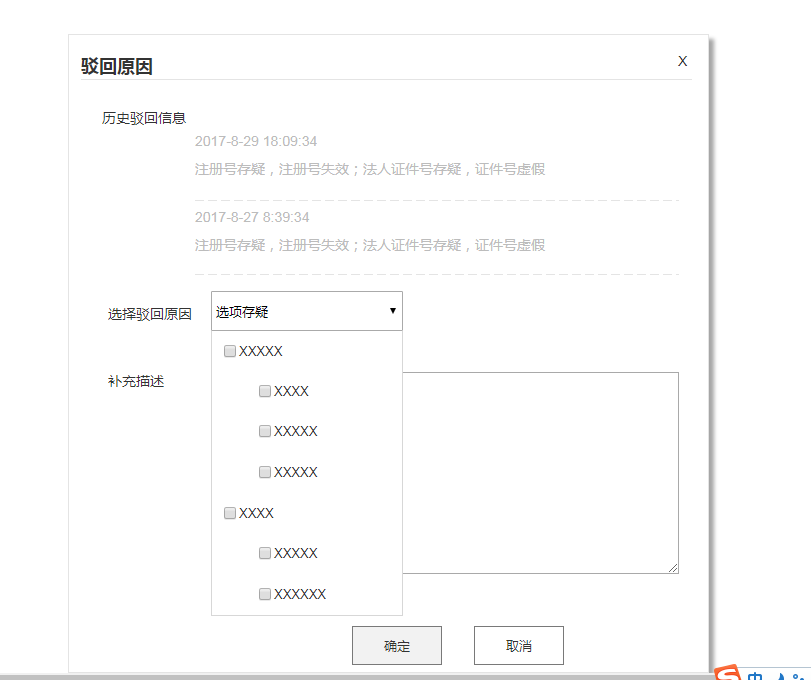 驳回原因
X
历史驳回信息
2017-8-29 18:09:34
注册号存疑，注册号失效；法人证件号存疑，证件号虚假
2017-8-27 8:39:34
注册号存疑，注册号失效；法人证件号存疑，证件号虚假
选择驳回原因
选项存疑
XXXXX
补充描述
XXXX
XXXXX
XXXXX
XXXX
XXXXX
XXXXXX
确定
取消
中